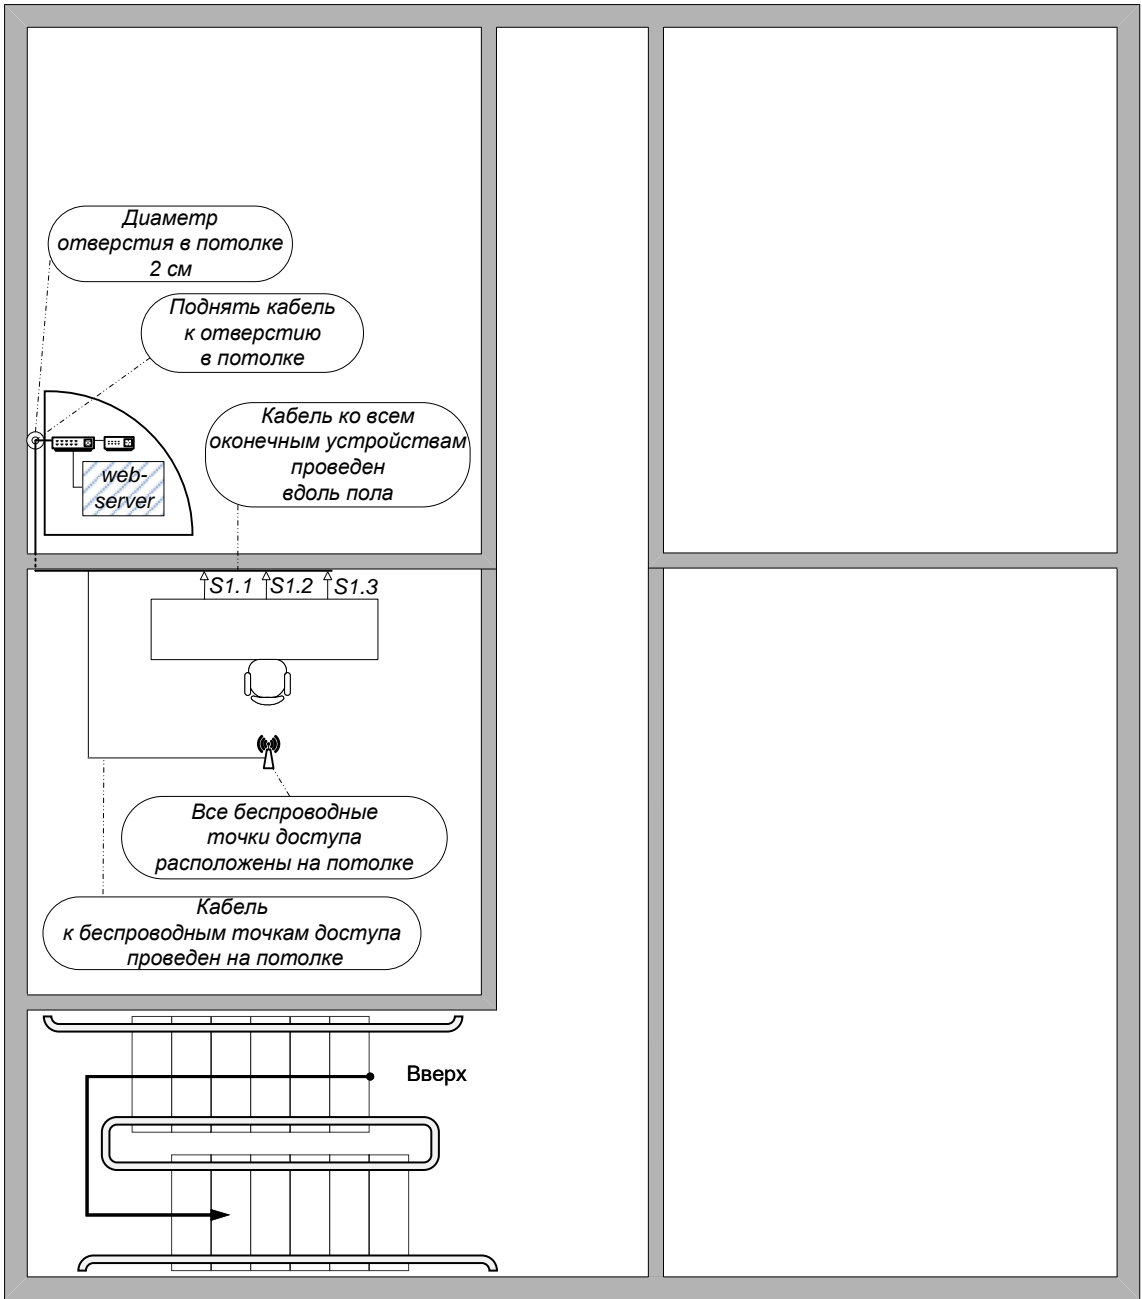 Диаметр
отверстия в потолке
2 см
Поднять кабель
к отверстию
в потолке
Кабель ко всем
оконечным устройствам
проведен
вдоль пола
web-
server
S1.1
S1.2
S1.3
Все беспроводные
точки доступа
расположены на потолке
Кабель
к беспроводным точкам доступа
проведен на потолке
Вверх